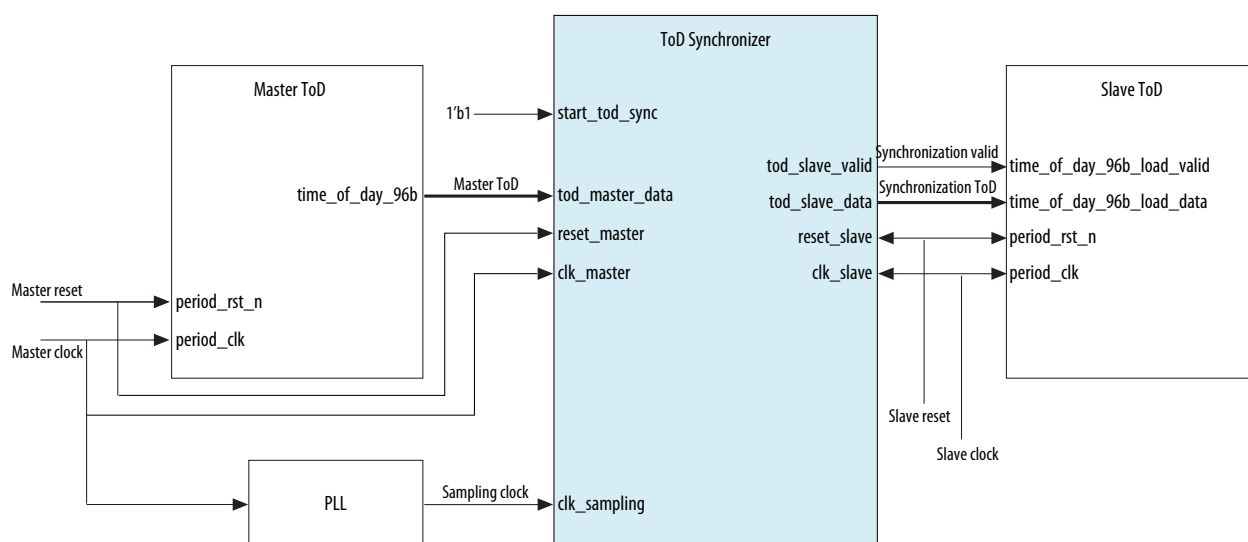 ToD Synchronizer
Master ToD
Slave ToD
1'b1
start_tod_sync
tod_slave_valid
Synchronization valid
time_of_day_96b_load_valid
time_of_day_96b
Master ToD
tod_master_data
tod_slave_data
Synchronization ToD
time_of_day_96b_load_data
reset_master
reset_slave
period_rst_n
clk_master
clk_slave
period_clk
Master reset
period_rst_n
Master clock
period_clk
Slave reset
Slave clock
PLL
Sampling clock
clk_sampling